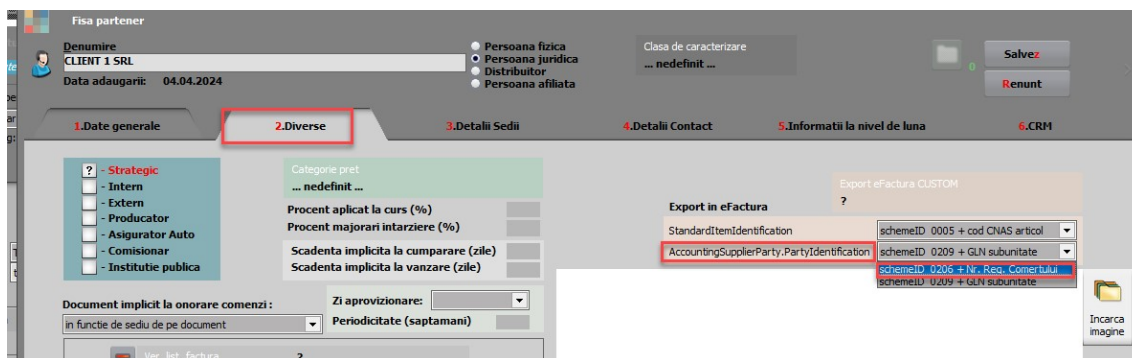 Fisa partener
Denumire
CLIENT 1 SRL
Data adaugarii: 04.04.2024
Persoana fizica
Persoana juridica
Distribuitor
Persoana afiliata
Clasa de caracterizare
... nedefinit ...
0
Salvez
Renunt
1.Date generale
2.Diverse
3.Detalii Sedii
4.Detalii Contact
5.Informatii la nivel de luna
6.CRM
? - Strategic
- Intern
- Extern
- Producator
- Asigurator Auto
- Comisionar
- Institutie publica
Categorie pret
... nedefinit ...
Procent aplicat la curs (%)
Procent majorari intarziere (%)
Scadenta implicita la cumparare (zile)
Scadenta implicita la vanzare (zile)
Document implicit la onorare comenzi :
in functie de sediu de pe document
Zi aprovizionare:
Periodicitate (saptamani)
Ver. list. factura
?
Export eFactura CUSTOM
?
Export in eFactura
StandardItemIdentification
schemeID 0005 + cod CNAS articol
AccountingSupplierParty.PartyIdentification
schemeID 0209 + GLN subunitate
schemeID 0206 + Nr. Reg. Comertului
schemeID 0209 + GLN subunitate
Incarca
imagine